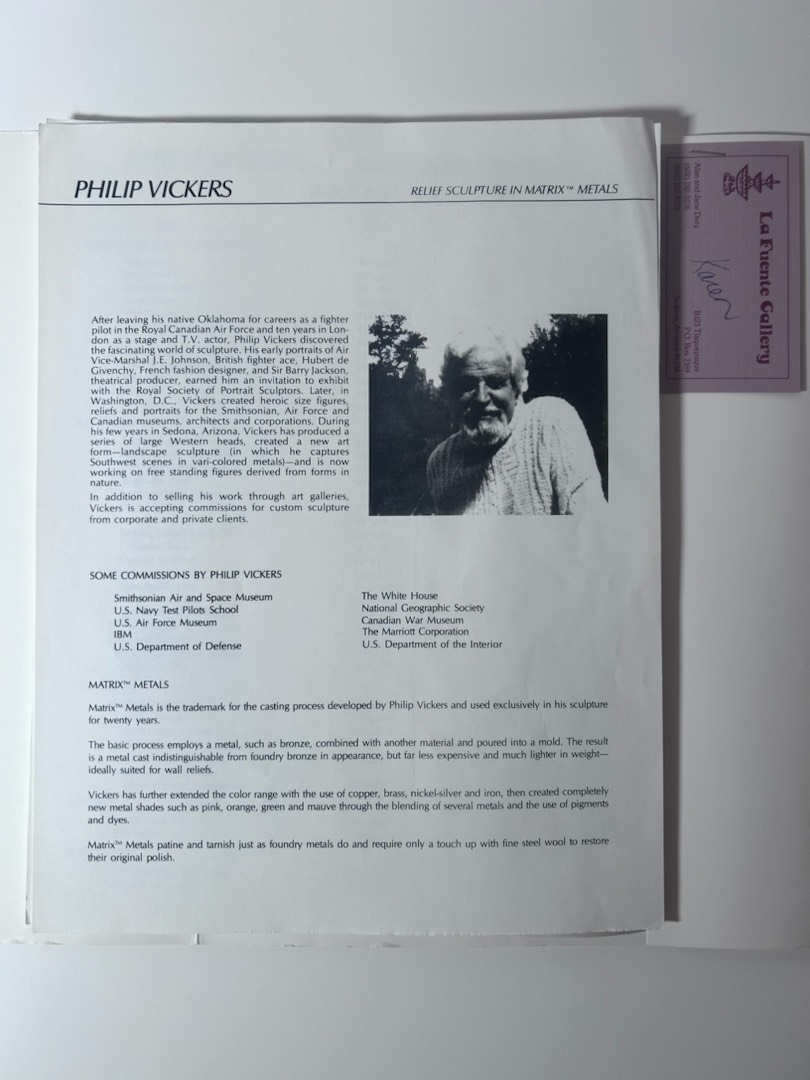 PHILIP VICKERS
RELIEF SCULPTURE IN MATRIX™ METALS
After leaving his native Oklahoma for careers as a fighter
pilot in the Royal Canadian Air Force and ten years in Lon-
don as a stage and T.V. actor, Philip Vickers discovered
the fascinating world of sculpture. His early portraits of Air
Vice-Marshal J.E. Johnson, British fighter ace, Hubert de
Givenchy, French fashion designer, and Sir Barry Jackson,
theatrical producer, earned him an invitation to exhibit
with the Royal Society of Portrait Sculptors. Later, in
Washington, D.C., Vickers created heroic size figures,
reliefs and portraits for the Smithsonian, Air Force and
Canadian museums, architects and corporations. During
his few years in Sedona, Arizona, Vickers has produced a
series of large Western heads, created a new art
form—landscape sculpture (in which he captures
Southwest scenes in vari-colored metals)—and is now
working on free standing figures derived from forms in
nature.
In addition to selling his work through art galleries,
Vickers is accepting commissions for custom sculpture
from corporate and private clients.
SOME COMMISSIONS BY PHILIP VICKERS
Smithsonian Air and Space Museum
U.S. Navy Test Pilots School
U.S. Air Force Museum
IBM
U.S. Department of Defense
The White House
National Geographic Society
Canadian War Museum
The Marriott Corporation
U.S. Department of the Interior
MATRIX™ METALS
Matrix™ Metals is the trademark for the casting process developed by Philip Vickers and used exclusively in his sculpture
for twenty years.
The basic process employs a metal, such as bronze, combined with another material and poured into a mold. The result
is a metal cast indistinguishable from foundry bronze in appearance, but far less expensive and much lighter in weight—
ideally suited for wall reliefs.
Vickers has further extended the color range with the use of copper, brass, nickel-silver and iron, then created completely
new metal shades such as pink, orange, green and mauve through the blending of several metals and the use of pigments
and dyes.
Matrix™ Metals patine and tarnish just as foundry metals do and require only a touch up with fine steel wool to restore
their original polish.
La Fuente Gallery
Karen
Alan and Jane Doty
B123 Tlaquepaque
P.O. Box 2169